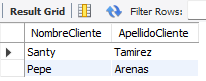 Result Grid Filter Rows:
NombreCliente ApellidoCliente
Santy Tamirez
Pepe Arenas